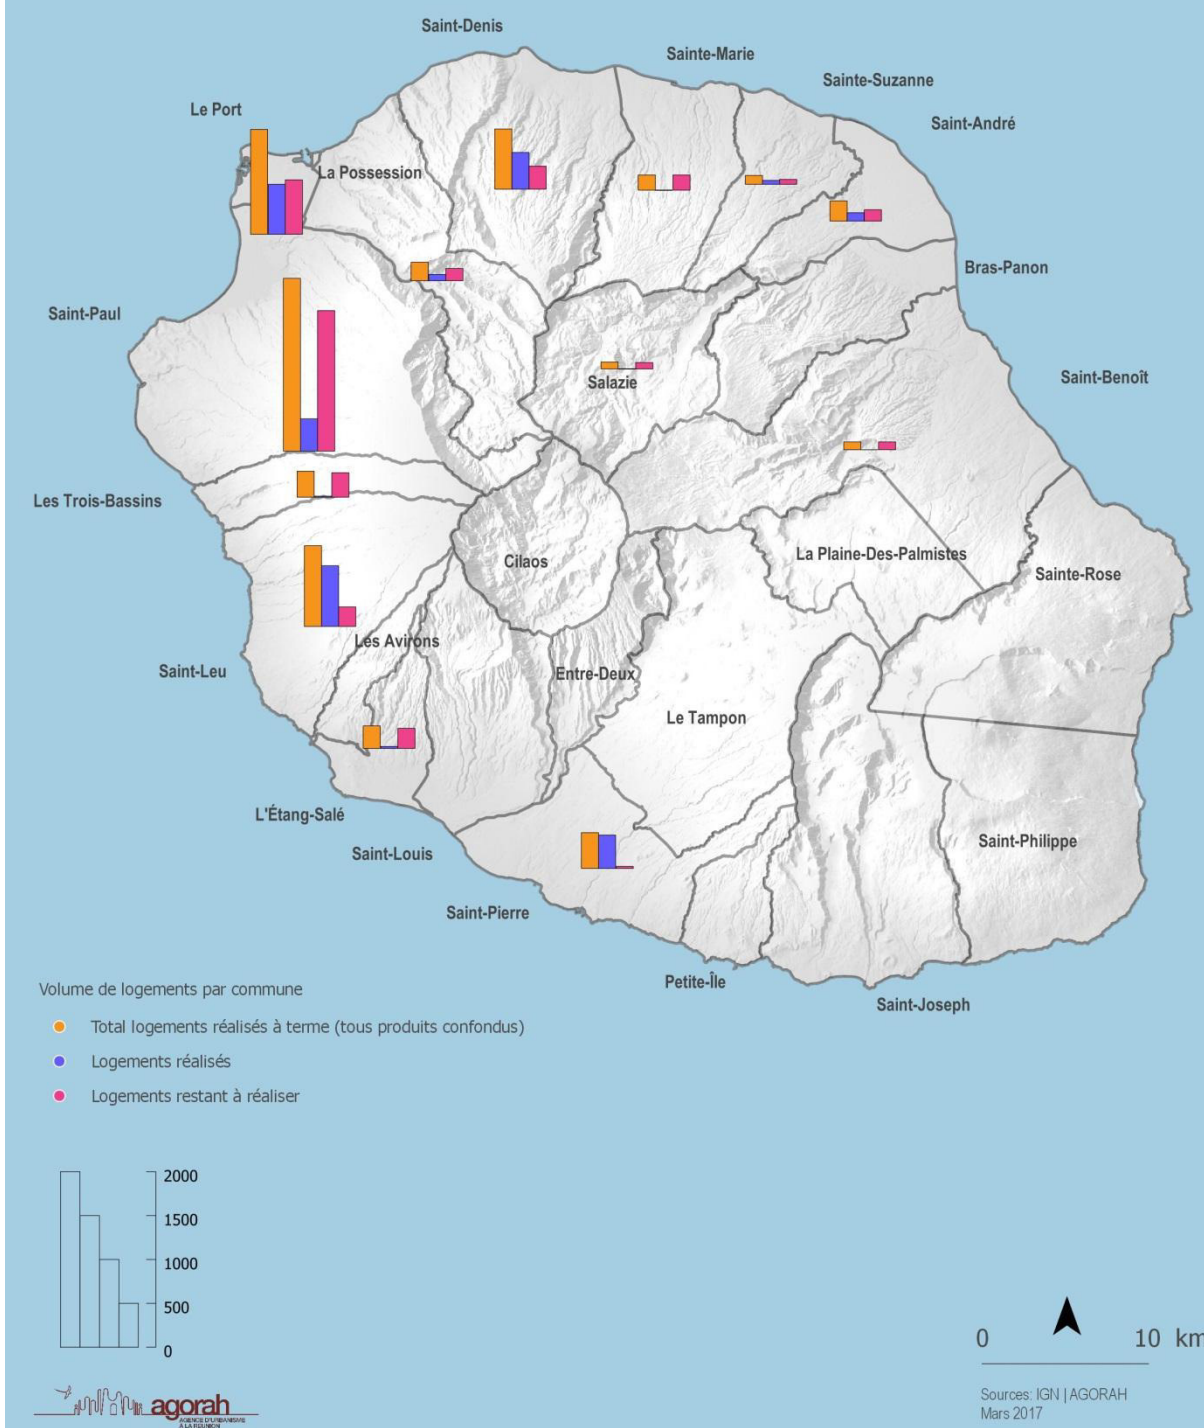 Saint-Denis
Sainte-Marie
Sainte-Suzanne
Le Port
Saint-André
La Possession
Bras-Panon
Saint-Paul
Salazie
Saint-Benoît
Les Trois-Bassins
La Plaine-Des-Palmistes
Cilaos
Sainte-Rose
Les Avirons
Saint-Leu
Entre-Deux
Le Tampon
L'Étang-Salé
Saint-Philippe
Saint-Louis
Saint-Pierre
Petite-Île
Saint-Joseph
Volume de logements par commune
Total logements réalisés à terme (tous produits confondus)
Logements réalisés
Logements restant à réaliser
2000
1500
1000
500
0
0 10 km
agorah
AGENCE D'URBANISME
À LA RÉUNION
Sources: IGN | AGORAH
Mars 2017